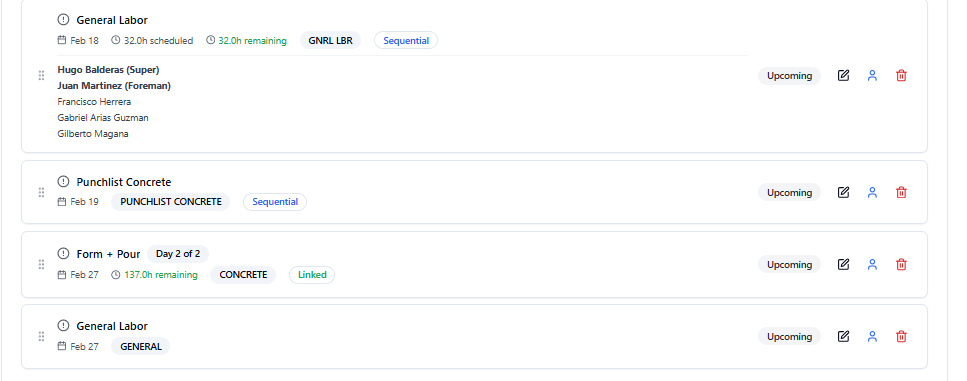 General Labor
Feb 18 32.0h scheduled 32.0h remaining GNRL LBR Sequential
Hugo Balderas (Super)
Juan Martinez (Foreman)
Francisco Herrera
Gabriel Arias Guzman
Gilberto Magana
Upcoming
Punchlist Concrete
Feb 19 PUNCHLIST CONCRETE Sequential
Upcoming
Form + Pour Day 2 of 2
Feb 27 137.0h remaining CONCRETE Linked
Upcoming
General Labor
Feb 27 GENERAL
Upcoming